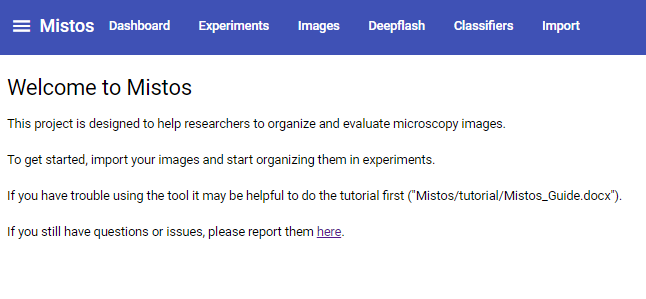 Mistos Dashboard Experiments Images Deepflash Classifiers Import
Welcome to Mistos
This project is designed to help researchers to organize and evaluate microscopy images.
To get started, import your images and start organizing them in experiments.
If you have trouble using the tool it may be helpful to do the tutorial first ("Mistos/tutorial/Mistos_Guide.docx").
If you still have questions or issues, please report them here.